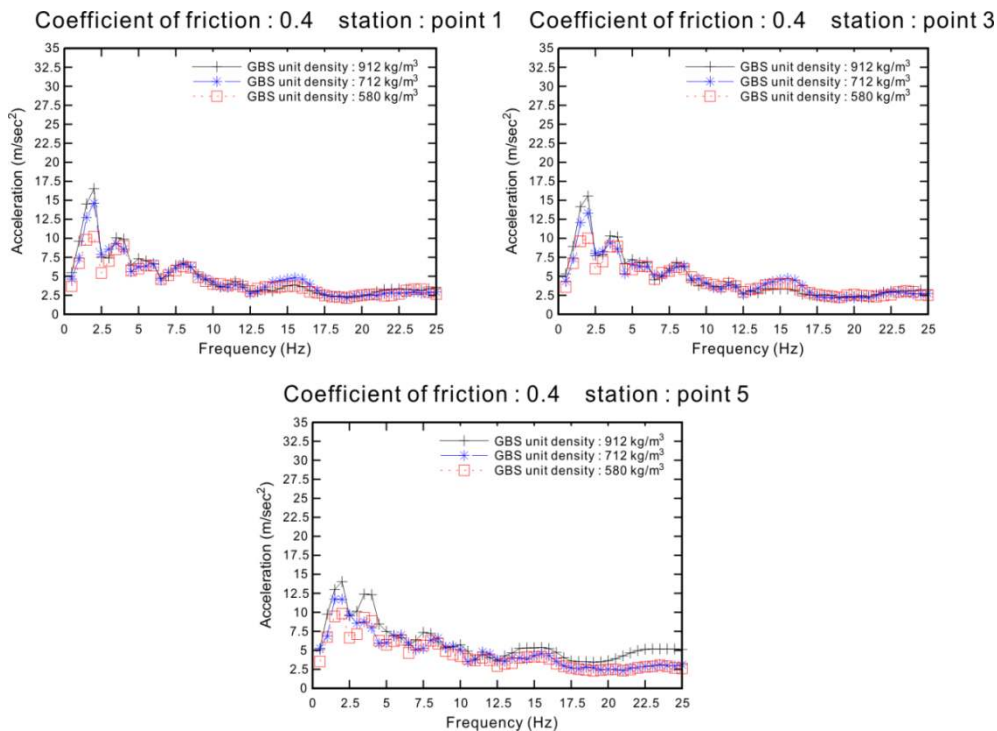 Coefficient of friction : 0.4 station : point 1
35
32.5
30
27.5
25
22.5
20
17.5
15
12.5
10
7.5
5
2.5
0
Acceleration (m/sec²)
GBS unit density : 912 kg/m³
GBS unit density : 712 kg/m³
GBS unit density : 580 kg/m³
0 2.5 5 7.5 10 12.5 15 17.5 20 22.5 25
Frequency (Hz)
Coefficient of friction : 0.4 station : point 3
35
32.5
30
27.5
25
22.5
20
17.5
15
12.5
10
7.5
5
2.5
0
Acceleration (m/sec²)
GBS unit density : 912 kg/m³
GBS unit density : 712 kg/m³
GBS unit density : 580 kg/m³
0 2.5 5 7.5 10 12.5 15 17.5 20 22.5 25
Frequency (Hz)
Coefficient of friction : 0.4 station : point 5
35
32.5
30
27.5
25
22.5
20
17.5
15
12.5
10
7.5
5
2.5
0
Acceleration (m/sec²)
GBS unit density : 912 kg/m³
GBS unit density : 712 kg/m³
GBS unit density : 580 kg/m³
0 2.5 5 7.5 10 12.5 15 17.5 20 22.5 25
Frequency (Hz)